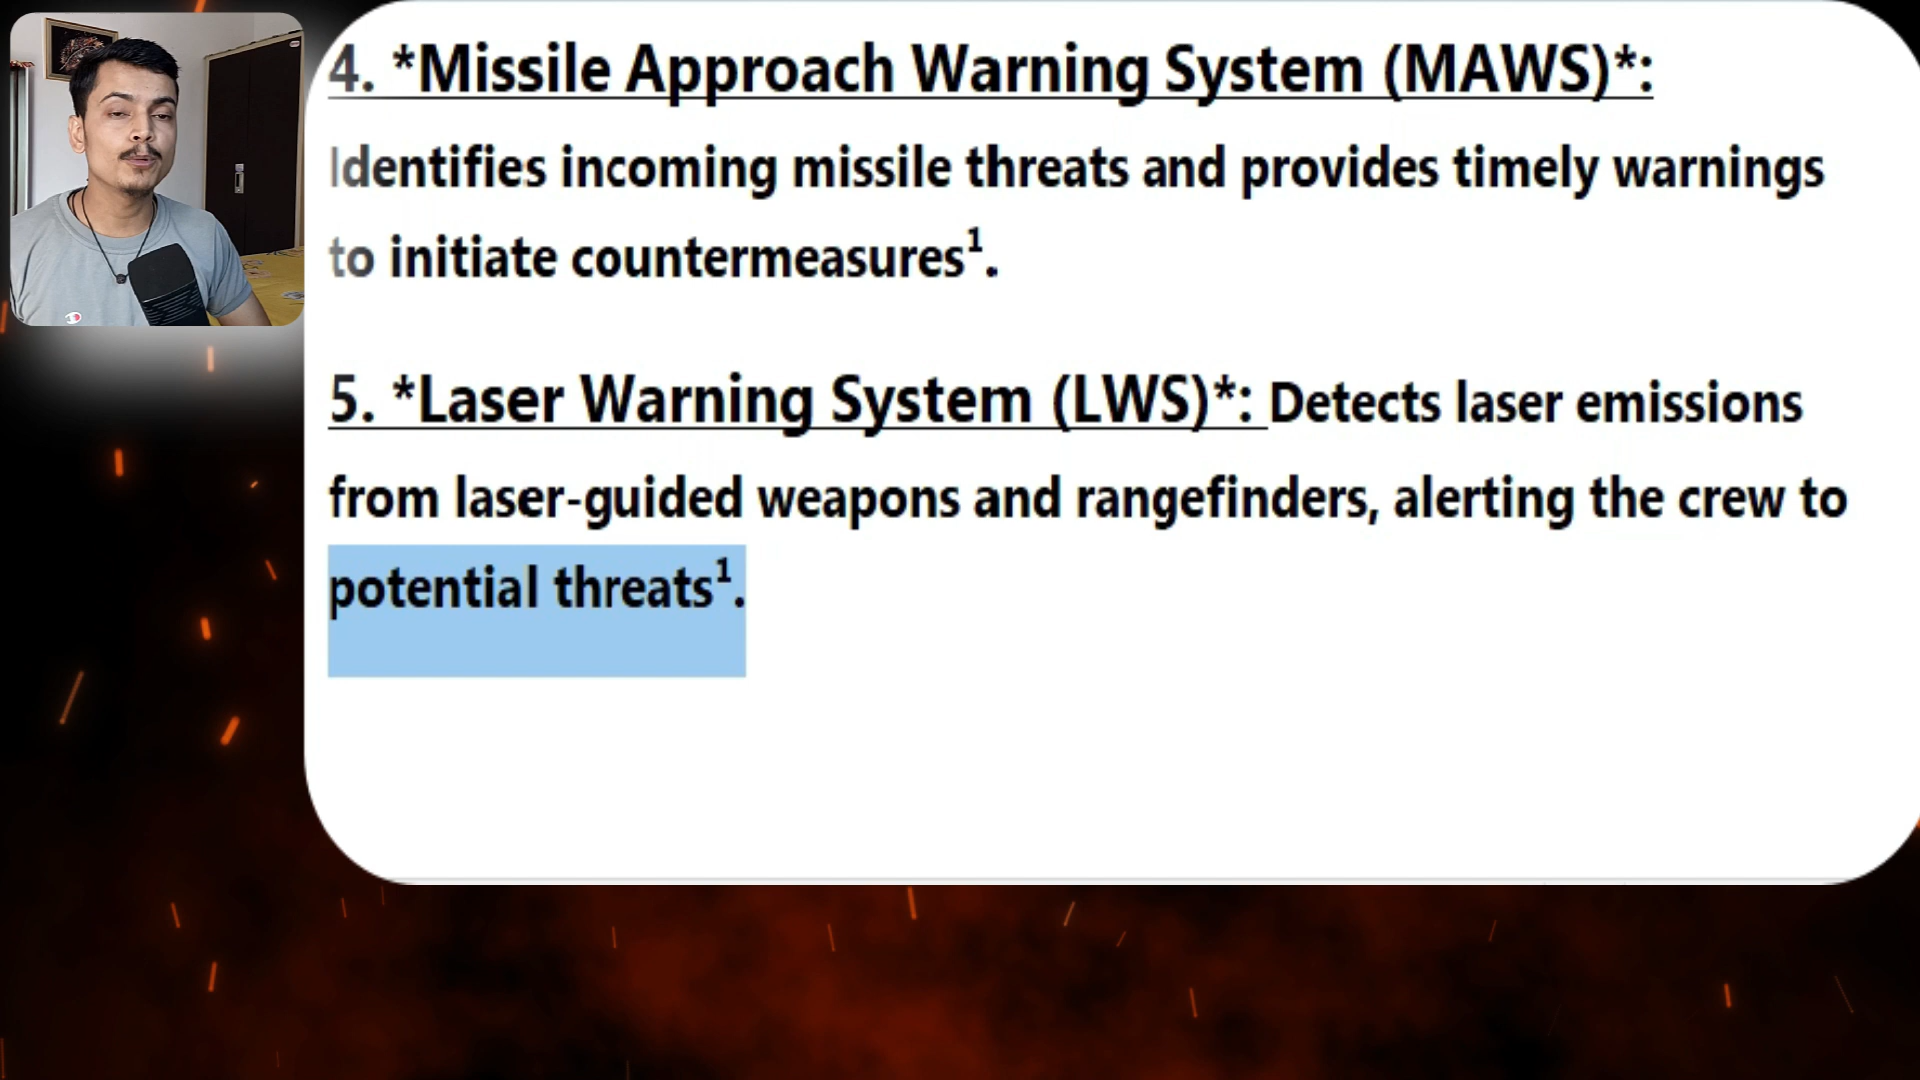 4. *Missile Approach Warning System (MAWS)*:
Identifies incoming missile threats and provides timely warnings
to initiate countermeasures¹.
5. *Laser Warning System (LWS)*: Detects laser emissions
from laser-guided weapons and rangefinders, alerting the crew to
potential threats¹.